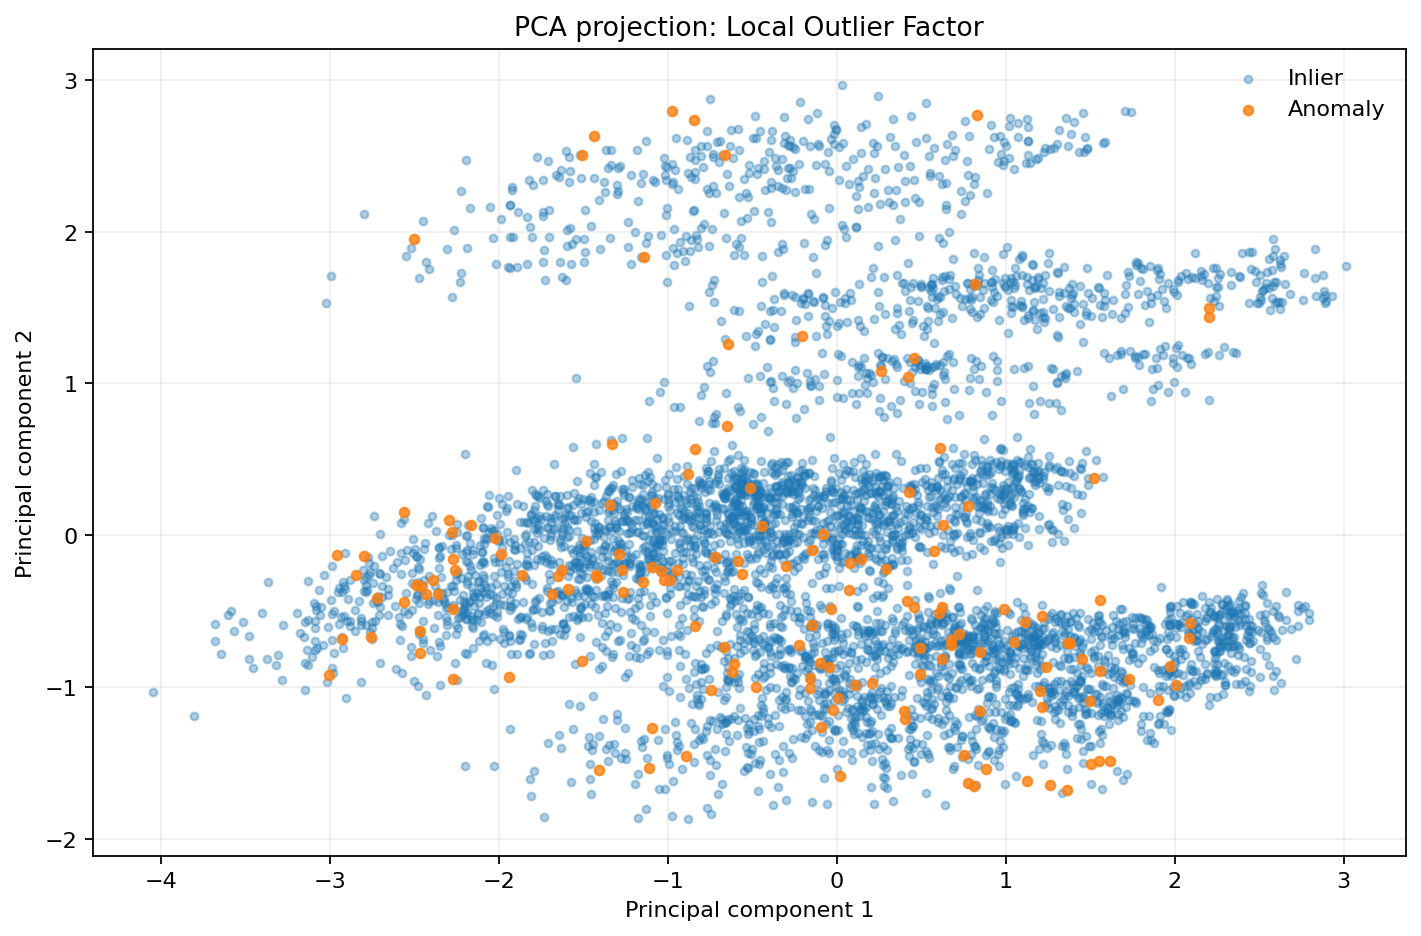 PCA projection: Local Outlier Factor
Inlier
Anomaly
3
2
1
0
−1
−2
Principal component 2
−4
−3
−2
−1
0
1
2
3
Principal component 1